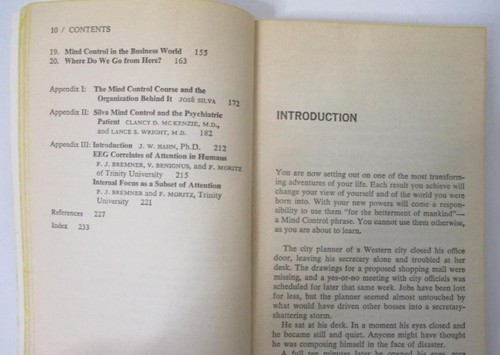 10 / CONTENTS
19. Mind Control in the Business World 155
20. Where Do We Go from Here? 163
Appendix I: The Mind Control Course and the
Organization Behind It JOSÉ SILVA 172
Appendix II: Silva Mind Control and the Psychiatric
Patient CLANCY D. MCKENZIE, M.D.,
and LANCE S. WRIGHT, M.D. 182
Appendix III: Introduction J. W. HAHN, Ph.D. 212
EEG Correlates of Attention in Humans
F. J. BREMNER, V. BENIGNUS, and F. MORITZ
of Trinity University 215
Internal Focus as a Subset of Attention
F. J. BREMNER and F. MORITZ, Trinity
University 221
References 227
Index 233
INTRODUCTION
You are now setting out on one of the most transform-
ing adventures of your life. Each result you achieve will
change your view of yourself and of the world you were
born into. With your new powers will come a respon-
sibility to use them "for the betterment of mankind"—
a Mind Control phrase. You cannot use them otherwise,
as you are about to learn.
The city planner of a Western city closed his office
door, leaving his secretary alone and troubled at her
desk. The drawings for a proposed shopping mall were
missing, and a yes-or-no meeting with city officials was
scheduled for later that same week. Jobs have been lost
for less, but the planner seemed almost untouched by
what would have driven other bosses into a secretary-
shattering storm.
He sat at his desk. In a moment his eyes closed and
he became still and quiet. Anyone might have thought
he was composing himself in the face of disaster.
A full ten minutes later he opened his eyes, rose